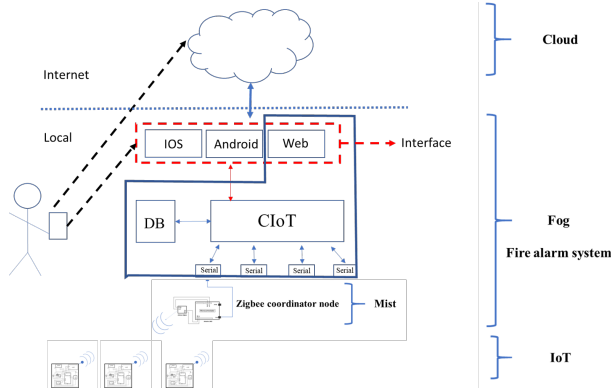 Cloud
Internet
Local
IOS
Android
Web
Interface
DB
CIoT
Fog
Fire alarm system
Serial
Serial
Serial
Serial
Zigbee coordinator node
Mist
IoT